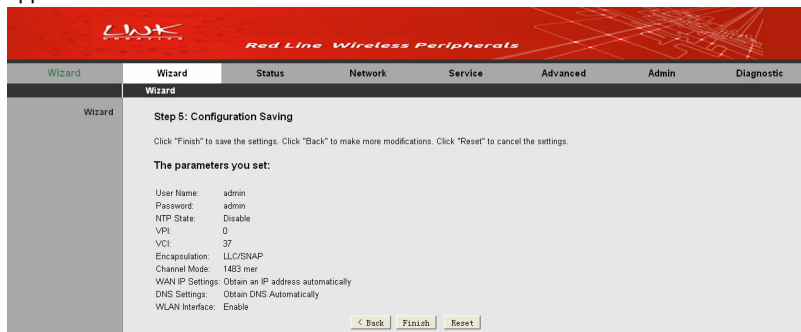 LINK
CREATIVE
Red Line Wireless Peripherals
Wizard Wizard Status Network Service Advanced Admin Diagnostic
Wizard
Wizard
Step 5: Configuration Saving
Click "Finish" to save the settings. Click "Back" to make more modifications. Click "Reset" to cancel the settings.
The parameters you set:
User Name: admin
Password: admin
NTP State: Disable
VPI: 0
VCI: 37
Encapsulation: LLC/SNAP
Channel Mode: 1483 mer
WAN IP Settings: Obtain an IP address automatically
DNS Settings: Obtain DNS Automatically
WLAN Interface: Enable
< Back Finish Reset